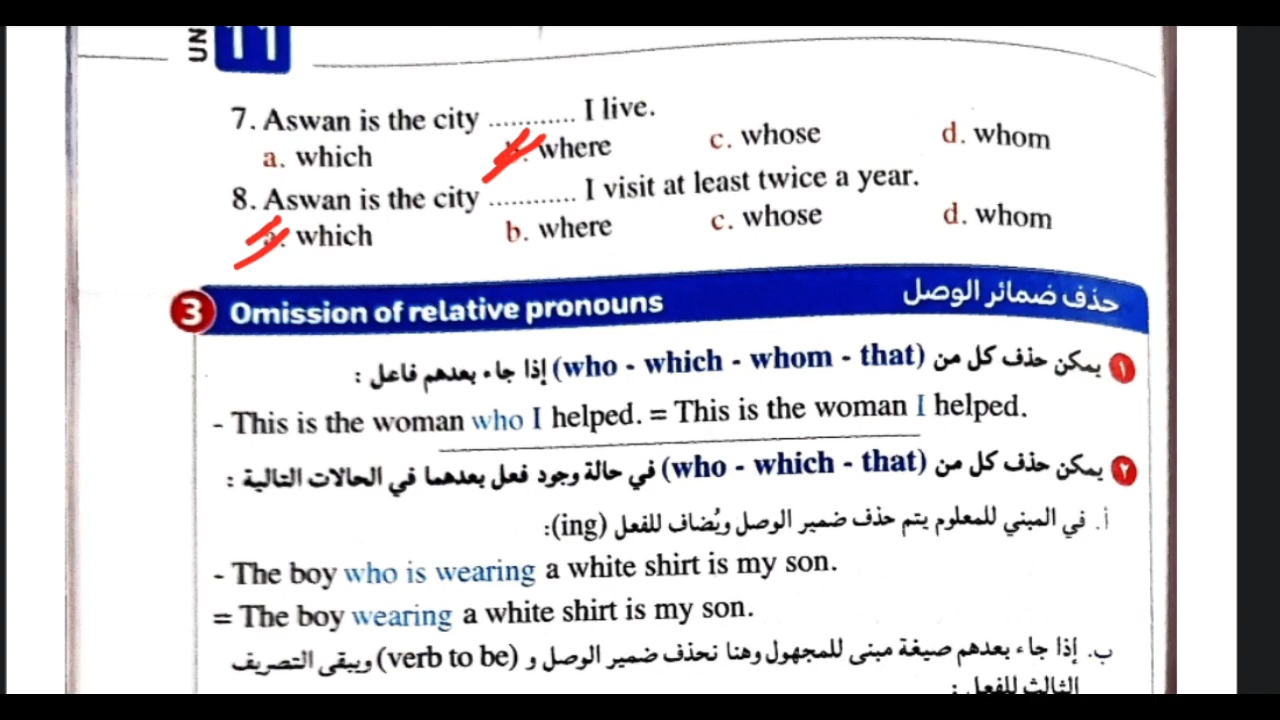 UN
11
7. Aswan is the city ............ I live.
a. which b. where c. whose d. whom
8. Aswan is the city ............ I visit at least twice a year.
a. which b. where c. whose d. whom
3 Omission of relative pronouns حذف ضمائر الوصل
١ يمكن حذف كل من (who - which - whom - that) إذا جاء بعدهم فاعل :
- This is the woman who I helped. = This is the woman I helped.
٢ يمكن حذف كل من (who - which - that) في حالة وجود فعل بعدهما في الحالات التالية :
أ. في المبني للمعلوم يتم حذف ضمير الوصل ويُضاف للفعل (ing):
- The boy who is wearing a white shirt is my son.
= The boy wearing a white shirt is my son.
ب. إذا جاء بعدهم صيغة مبنى للمجهول وهنا نحذف ضمير الوصل و (verb to be) ويبقى التصريف
الثالث للفعل :